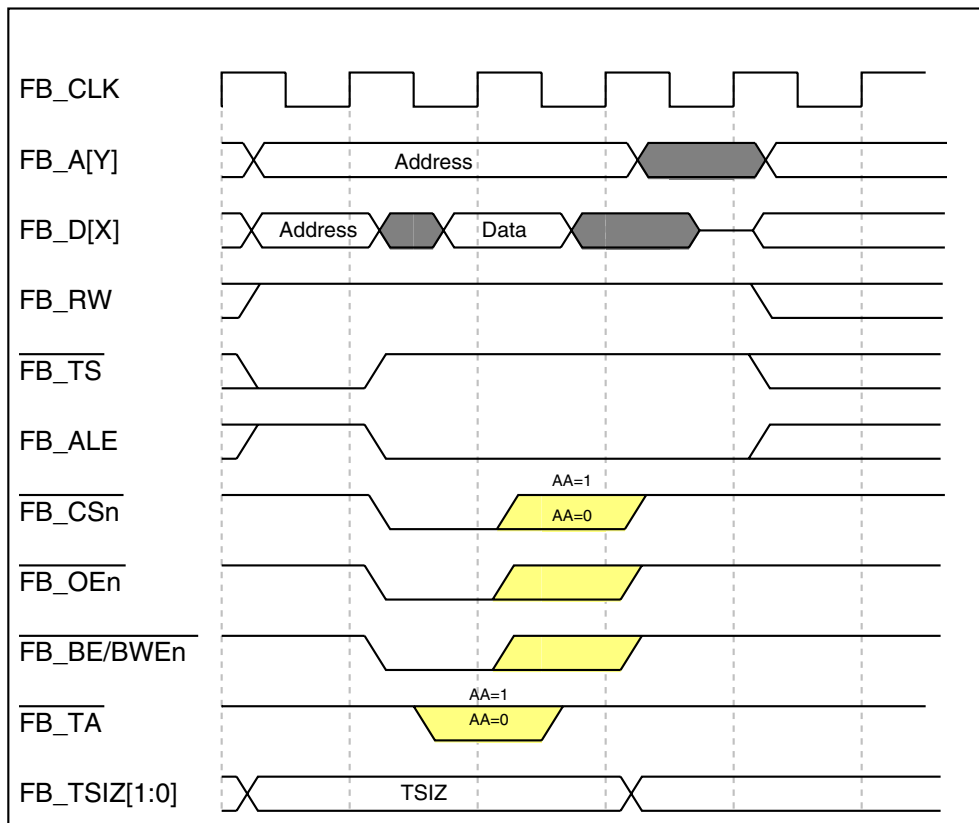 FB_CLK
FB_A[Y] Address
FB_D[X] Address Data
FB_RW
FB_TS
FB_ALE
AA=1
FB_CSn AA=0
FB_OEn
FB_BE/BWEn
AA=1
FB_TA AA=0
FB_TSIZ[1:0] TSIZ